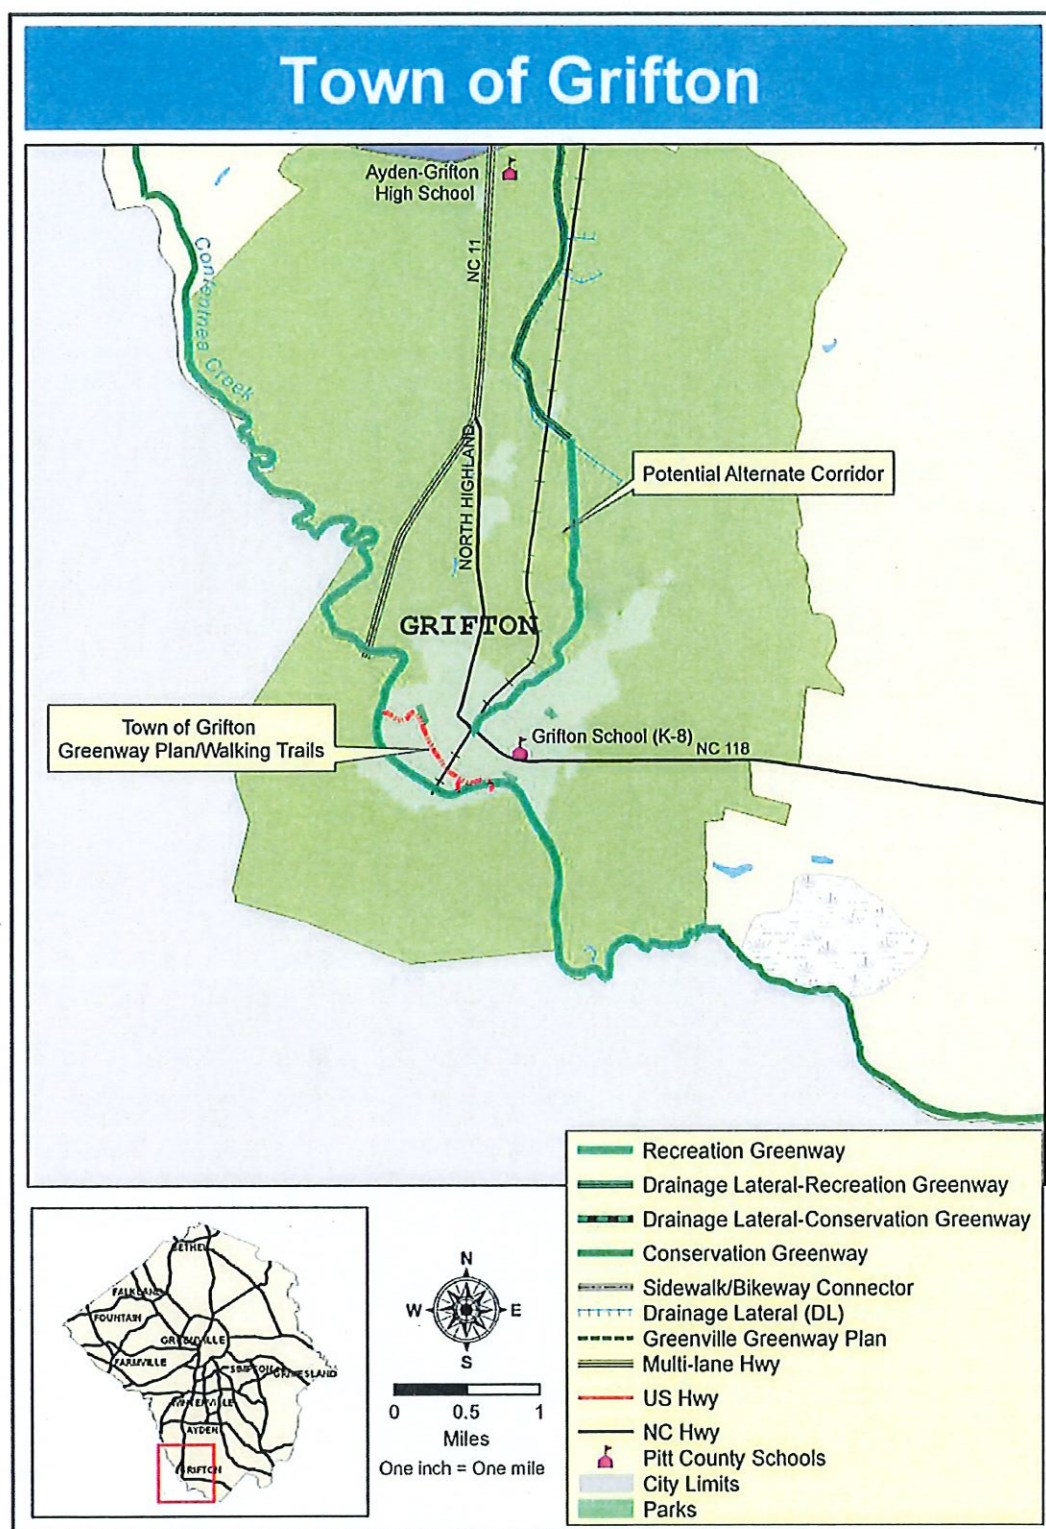 Town of Grifton
Ayden-Grifton
High School
NC 11
Contentnea Creek
NORTH HIGHLAND
Potential Alternate Corridor
GRIFTON
Town of Grifton
Greenway Plan/Walking Trails
Grifton School (K-8)
NC 118
Recreation Greenway
Drainage Lateral-Recreation Greenway
Drainage Lateral-Conservation Greenway
Conservation Greenway
Sidewalk/Bikeway Connector
Drainage Lateral (DL)
Greenville Greenway Plan
Multi-lane Hwy
US Hwy
NC Hwy
Pitt County Schools
City Limits
Parks
BETHEL
FALKLAND
FOUNTAIN
GREENVILLE
FARMVILLE
SIMPSON
GRIMESLAND
WINTERVILLE
AYDEN
GRIFTON
N
W
E
S
0
0.5
1
Miles
One inch = One mile